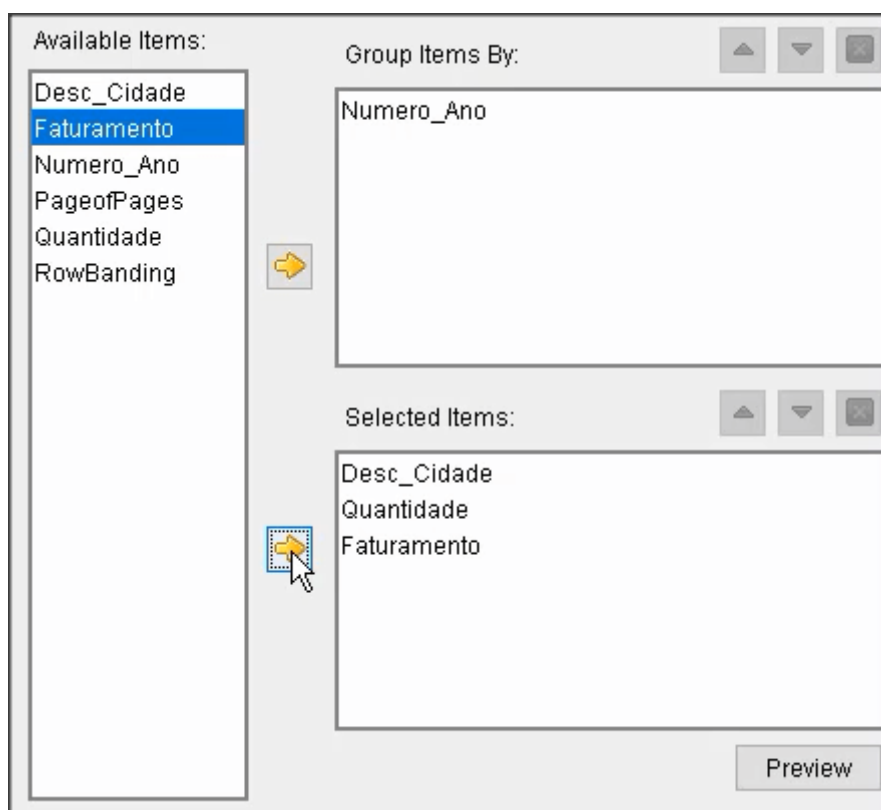 Available Items:
Desc_Cidade
Faturamento
Numero_Ano
PageofPages
Quantidade
RowBanding
Group Items By:
Numero_Ano
Selected Items:
Desc_Cidade
Quantidade
Faturamento
Preview